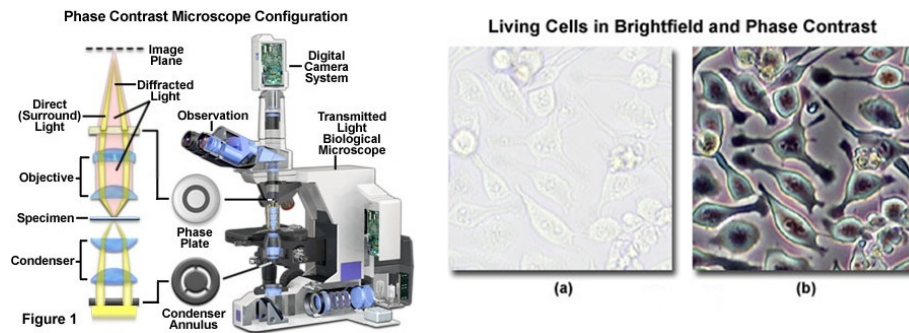 Phase Contrast Microscope Configuration
Image
Plane
Diffracted
Light
Direct
(Surround)
Light
Objective
Specimen
Condenser
Figure 1
Observation
Digital
Camera
System
Transmitted
Light
Biological
Microscope
Phase
Plate
Condenser
Annulus
Living Cells in Brightfield and Phase Contrast
(a)
(b)